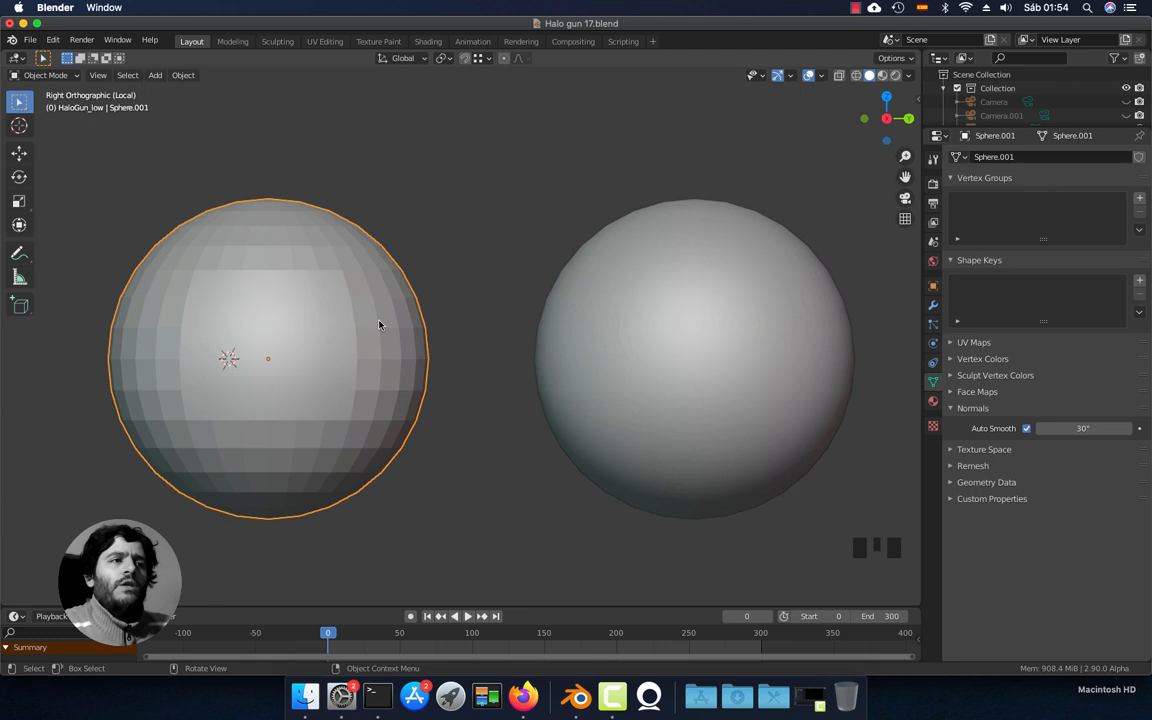 Blender Window Sáb 01:54
Halo gun 17.blend
File Edit Render Window Help Layout Modeling Sculpting UV Editing Texture Paint Shading Animation Rendering Compositing Scripting + Scene View Layer
Global Options
Object Mode View Select Add Object
Right Orthographic (Local)
(0) HaloGun_low | Sphere.001
Z
X
Y
Scene Collection
Collection
Camera
Camera.001
Sphere.001 Sphere.001
Sphere.001
Vertex Groups
Shape Keys
UV Maps
Vertex Colors
Sculpt Vertex Colors
Face Maps
Normals
Auto Smooth 30°
Texture Space
Remesh
Geometry Data
Custom Properties
Playback 0 Start 0 End 300
-100 -50 0 50 100 150 200 250 300 350 400
Summary
Select Box Select Rotate View Object Context Menu Mem: 908.4 MiB | 2.90.0 Alpha
2 2
Macintosh HD